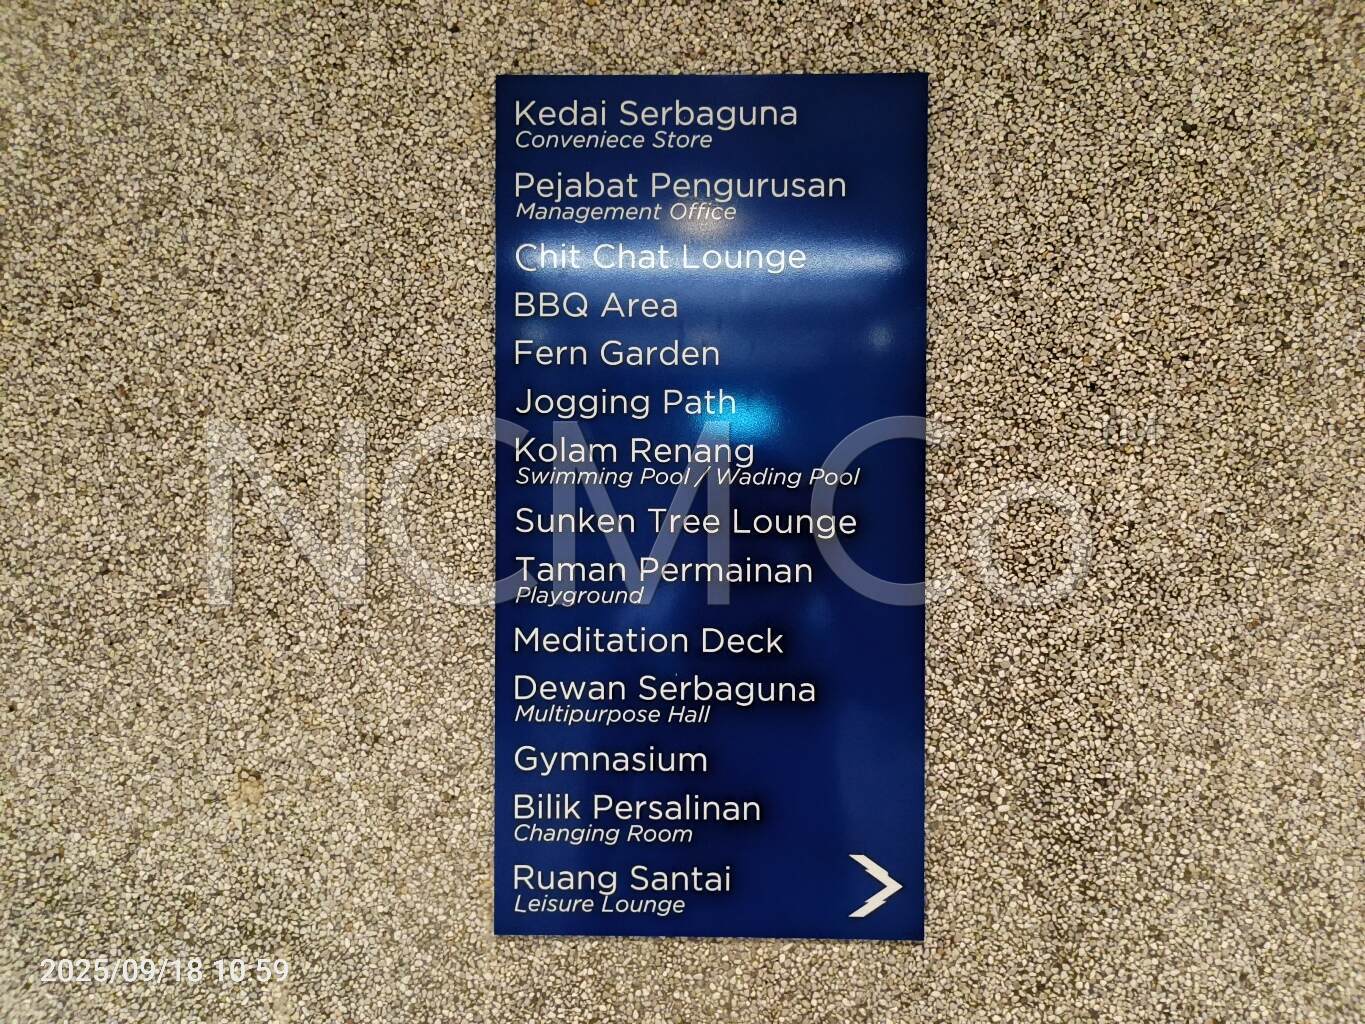 Kedai Serbaguna
Conveniece Store
Pejabat Pengurusan
Management Office
Chit Chat Lounge
BBQ Area
Fern Garden
Jogging Path
Kolam Renang
Swimming Pool / Wading Pool
Sunken Tree Lounge
Taman Permainan
Playground
Meditation Deck
Dewan Serbaguna
Multipurpose Hall
Gymnasium
Bilik Persalinan
Changing Room
Ruang Santai
Leisure Lounge
NCM Co
2025/09/18 10:59